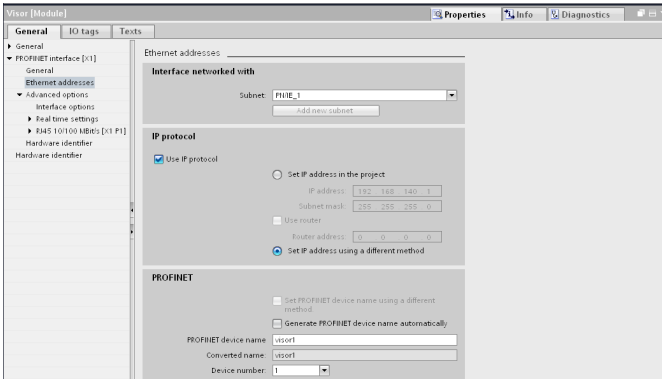 Visor [Module]
Properties
Info
Diagnostics
General
IO tags
Texts
General
PROFINET interface [X1]
General
Ethernet addresses
Advanced options
Interface options
Real time settings
RJ45 10/100 MBit/s [X1 P1]
Hardware identifier
Hardware identifier
Ethernet addresses
Interface networked with
Subnet: PN/IE_1
Add new subnet
IP protocol
Use IP protocol
Set IP address in the project
IP address: 192 168 140 1
Subnet mask: 255 255 255 0
Use router
Router address: 0 0 0 0
Set IP address using a different method
PROFINET
Set PROFINET device name using a different
method
Generate PROFINET device name automatically
PROFINET device name visor1
Converted name: visor1
Device number: 1